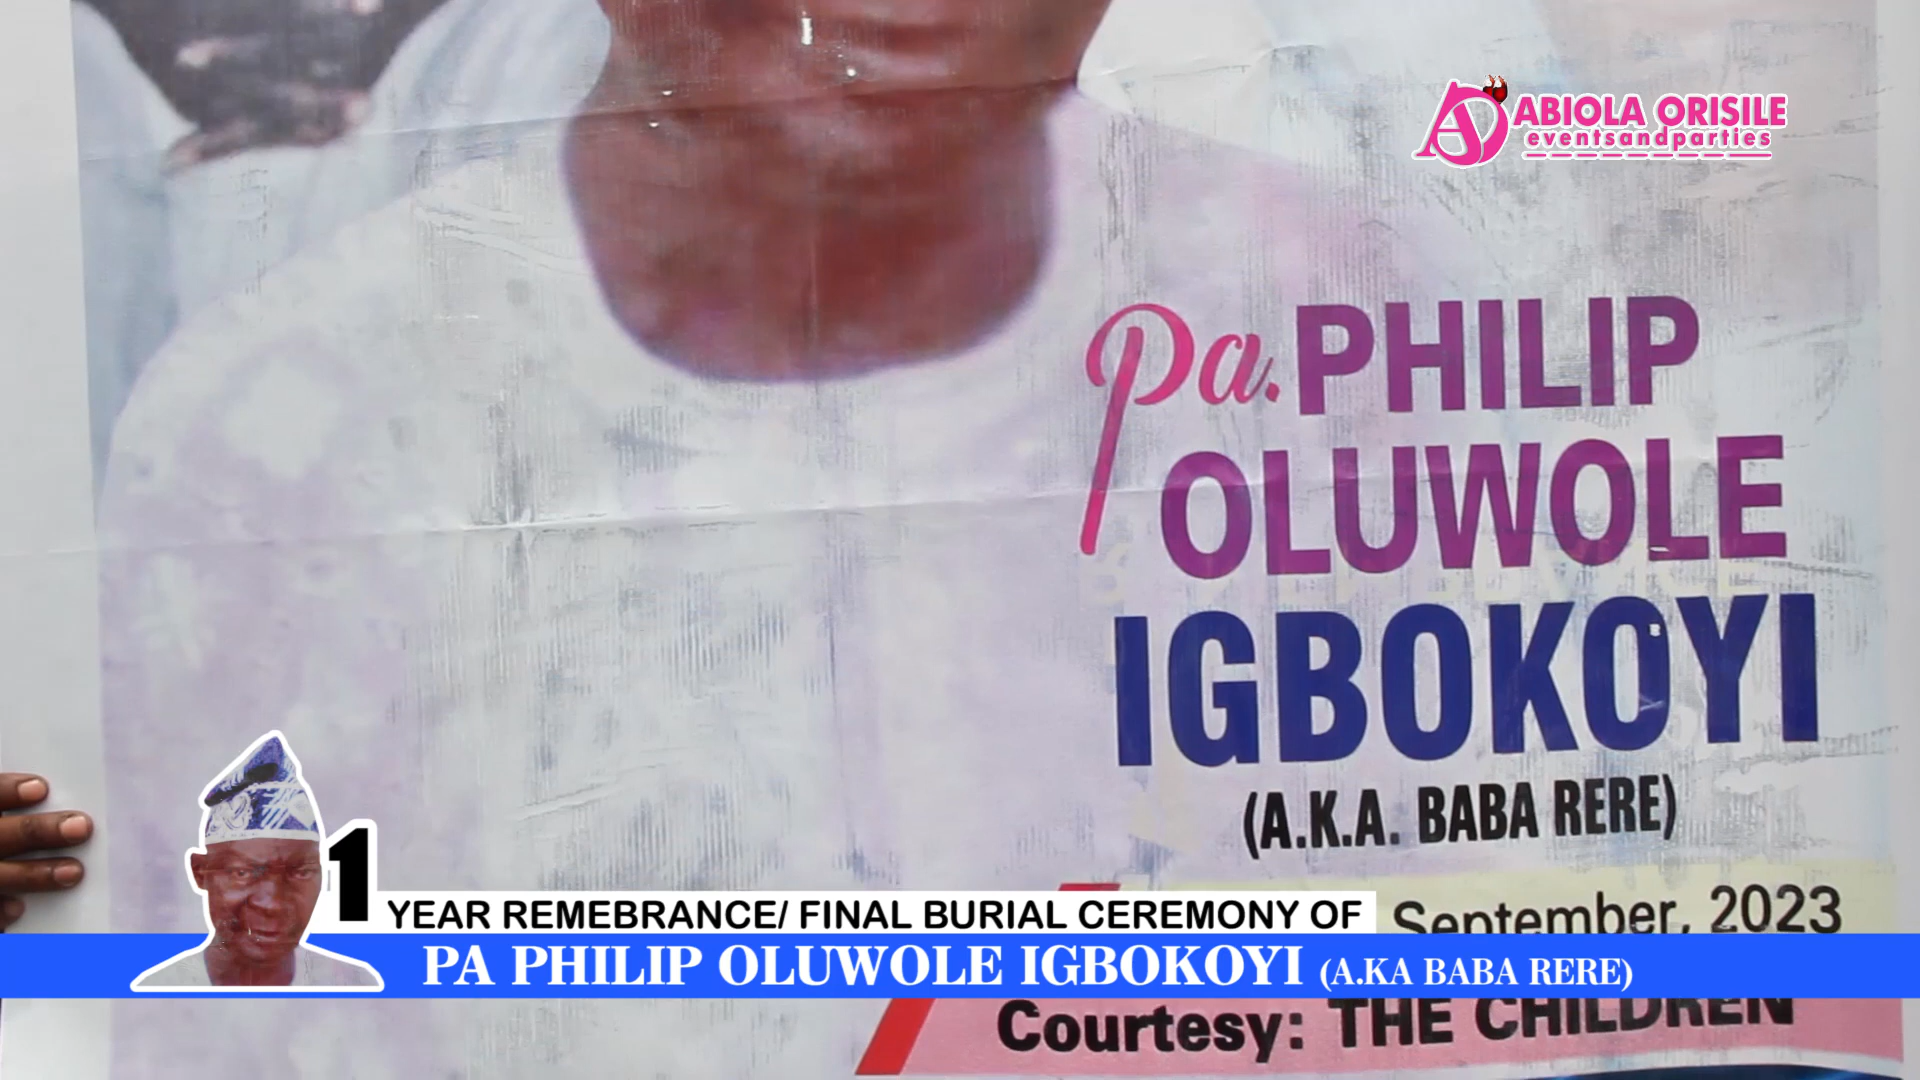 ABIOLA ORISILE
eventsandparties
Pa. PHILIP
OLUWOLE
IGBOKOYI
(A.K.A. BABA RERE)
September, 2023
1 YEAR REMEBRANCE/ FINAL BURIAL CEREMONY OF
PA PHILIP OLUWOLE IGBOKOYI (A.KA BABA RERE)
Courtesy: THE CHILDREN